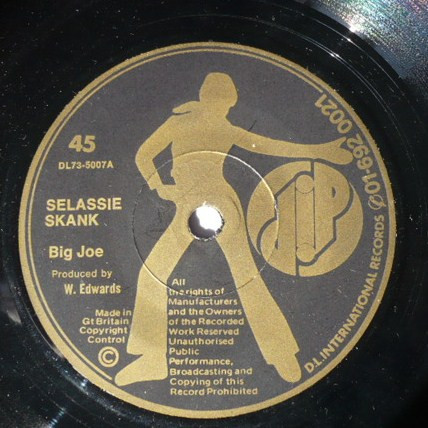 45
DL73-5007A
SELASSIE
SKANK
Big Joe
Produced by
W. Edwards
Made in
Gt Britain
Copyright
Control
©
All
the rights of
Manufacturers
and the Owners
of the Recorded
Work Reserved
Unauthorised
Public
Performance,
Broadcasting and
Copying of this
Record Prohibited
D.L. INTERNATIONAL RECORDS 01-692 0021